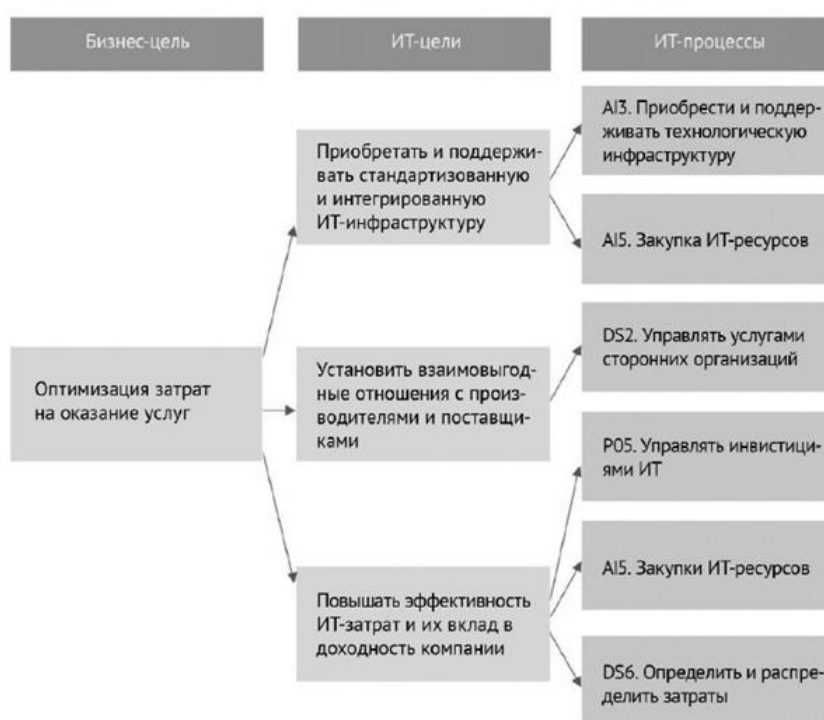 Бизнес-цель
ИТ-цели
ИТ-процессы
Оптимизация затрат
на оказание услуг
Приобретать и поддержи-
вать стандартизованную
и интегрированную
ИТ-инфраструктуру
Установить взаимовыгод-
ные отношения с произ-
водителями и поставщи-
ками
Повышать эффективность
ИТ-затрат и их вклад в
доходность компании
AI3. Приобрести и поддер-
живать технологическую
инфраструктуру
AI5. Закупка ИТ-ресурсов
DS2. Управлять услугами
сторонних организаций
P05. Управлять инвистици-
ями ИТ
AI5. Закупки ИТ-ресурсов
DS6. Определить и распре-
делить затраты